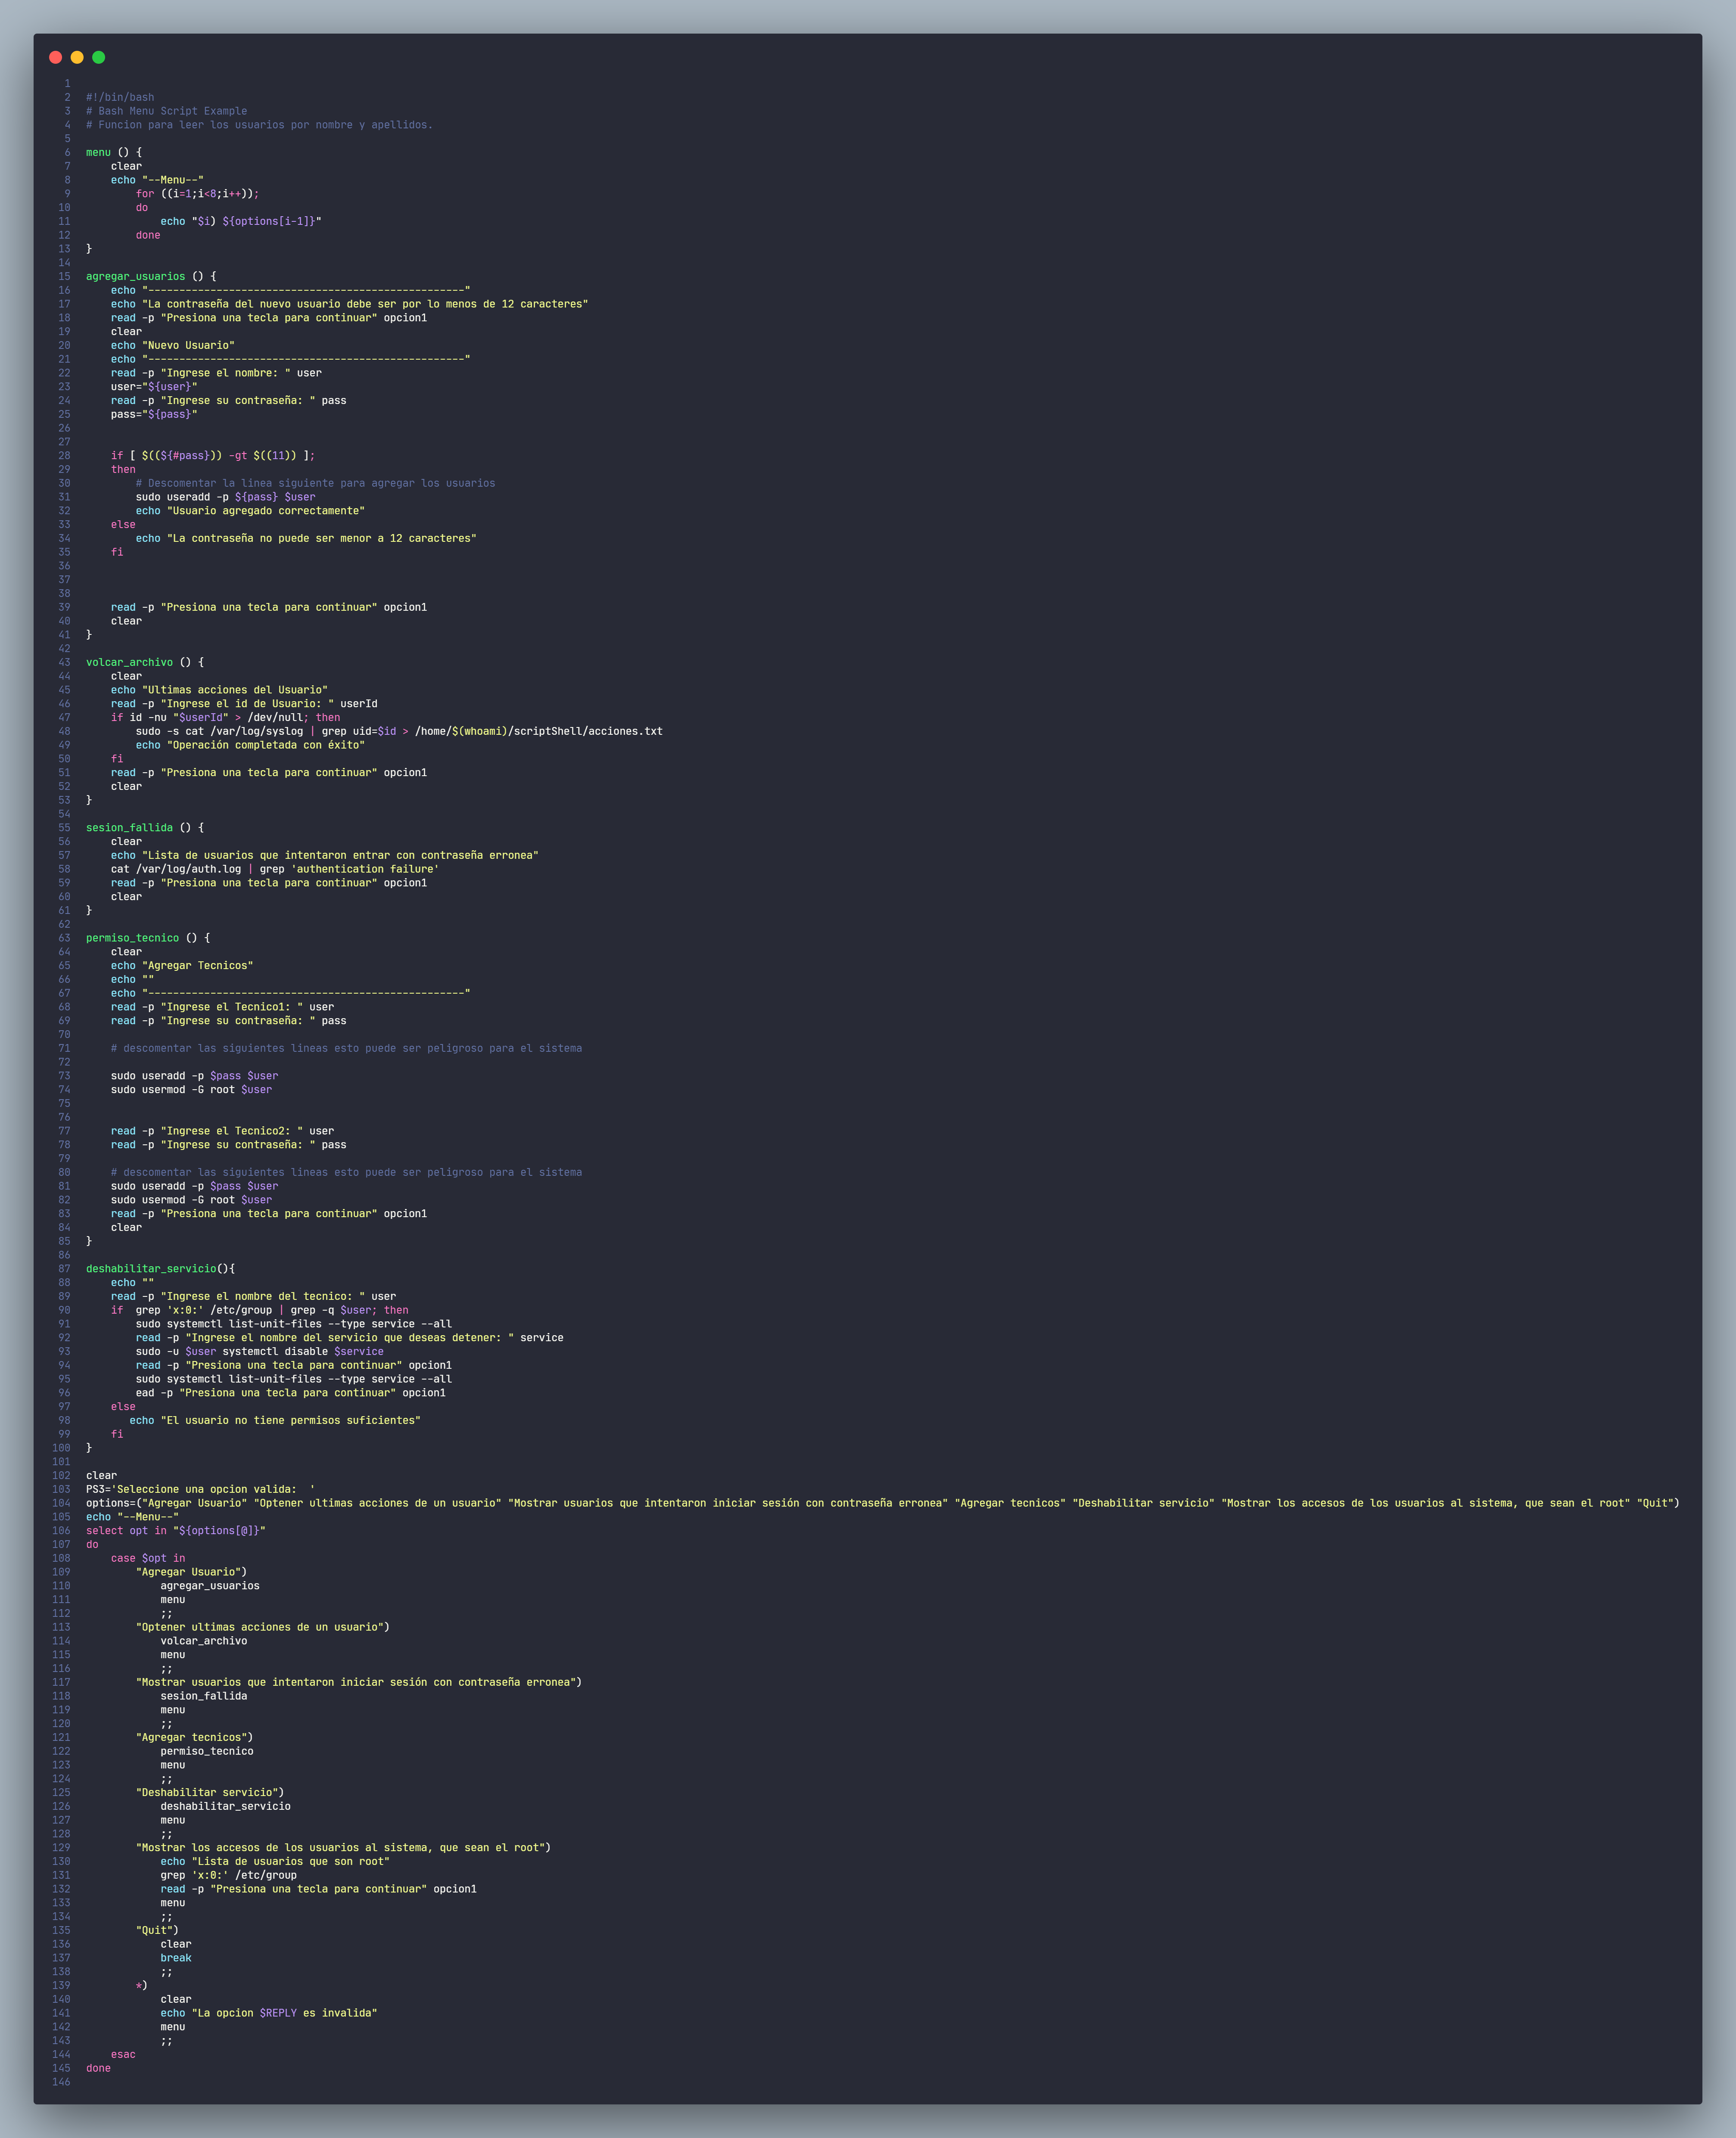 1
2 #!/bin/bash
3 # Bash Menu Script Example
4 # Funcion para leer los usuarios por nombre y apellidos.
5
6 menu () {
7     clear
8     echo "--Menu--"
9         for ((i=1;i<8;i++));
10         do
11             echo "$i) ${options[i-1]}"
12         done
13 }
14
15 agregar_usuarios () {
16     echo "---------------------------------------------------"
17     echo "La contraseña del nuevo usuario debe ser por lo menos de 12 caracteres"
18     read -p "Presiona una tecla para continuar" opcion1
19     clear
20     echo "Nuevo Usuario"
21     echo "---------------------------------------------------"
22     read -p "Ingrese el nombre: " user
23     user="${user}"
24     read -p "Ingrese su contraseña: " pass
25     pass="${pass}"
26
27
28     if [ $((${#pass})) -gt $((11)) ];
29     then
30         # Descomentar la linea siguiente para agregar los usuarios
31         sudo useradd -p ${pass} $user
32         echo "Usuario agregado correctamente"
33     else
34         echo "La contraseña no puede ser menor a 12 caracteres"
35     fi
36
37
38
39     read -p "Presiona una tecla para continuar" opcion1
40     clear
41 }
42
43 volcar_archivo () {
44     clear
45     echo "Ultimas acciones del Usuario"
46     read -p "Ingrese el id de Usuario: " userId
47     if id -nu "$userId" > /dev/null; then
48         sudo -s cat /var/log/syslog | grep uid=$id > /home/$(whoami)/scriptShell/acciones.txt
49         echo "Operación completada con éxito"
50     fi
51     read -p "Presiona una tecla para continuar" opcion1
52     clear
53 }
54
55 sesion_fallida () {
56     clear
57     echo "Lista de usuarios que intentaron entrar con contraseña erronea"
58     cat /var/log/auth.log | grep 'authentication failure'
59     read -p "Presiona una tecla para continuar" opcion1
60     clear
61 }
62
63 permiso_tecnico () {
64     clear
65     echo "Agregar Tecnicos"
66     echo ""
67     echo "---------------------------------------------------"
68     read -p "Ingrese el Tecnico1: " user
69     read -p "Ingrese su contraseña: " pass
70
71     # descomentar las siguientes lineas esto puede ser peligroso para el sistema
72
73     sudo useradd -p $pass $user
74     sudo usermod -G root $user
75
76
77     read -p "Ingrese el Tecnico2: " user
78     read -p "Ingrese su contraseña: " pass
79
80     # descomentar las siguientes lineas esto puede ser peligroso para el sistema
81     sudo useradd -p $pass $user
82     sudo usermod -G root $user
83     read -p "Presiona una tecla para continuar" opcion1
84     clear
85 }
86
87 deshabilitar_servicio(){
88     echo ""
89     read -p "Ingrese el nombre del tecnico: " user
90     if  grep 'x:0:' /etc/group | grep -q $user; then
91         sudo systemctl list-unit-files --type service --all
92         read -p "Ingrese el nombre del servicio que deseas detener: " service
93         sudo -u $user systemctl disable $service
94         read -p "Presiona una tecla para continuar" opcion1
95         sudo systemctl list-unit-files --type service --all
96         ead -p "Presiona una tecla para continuar" opcion1
97     else
98        echo "El usuario no tiene permisos suficientes"
99     fi
100 }
101
102 clear
103 PS3='Seleccione una opcion valida:  '
104 options=("Agregar Usuario" "Optener ultimas acciones de un usuario" "Mostrar usuarios que intentaron iniciar sesión con contraseña erronea" "Agregar tecnicos" "Deshabilitar servicio" "Mostrar los accesos de los usuarios al sistema, que sean el root" "Quit")
105 echo "--Menu--"
106 select opt in "${options[@]}"
107 do
108     case $opt in
109         "Agregar Usuario")
110             agregar_usuarios
111             menu
112             ;;
113         "Optener ultimas acciones de un usuario")
114             volcar_archivo
115             menu
116             ;;
117         "Mostrar usuarios que intentaron iniciar sesión con contraseña erronea")
118             sesion_fallida
119             menu
120             ;;
121         "Agregar tecnicos")
122             permiso_tecnico
123             menu
124             ;;
125         "Deshabilitar servicio")
126             deshabilitar_servicio
127             menu
128             ;;
129         "Mostrar los accesos de los usuarios al sistema, que sean el root")
130             echo "Lista de usuarios que son root"
131             grep 'x:0:' /etc/group
132             read -p "Presiona una tecla para continuar" opcion1
133             menu
134             ;;
135         "Quit")
136             clear
137             break
138             ;;
139         *)
140             clear
141             echo "La opcion $REPLY es invalida"
142             menu
143             ;;
144     esac
145 done
146